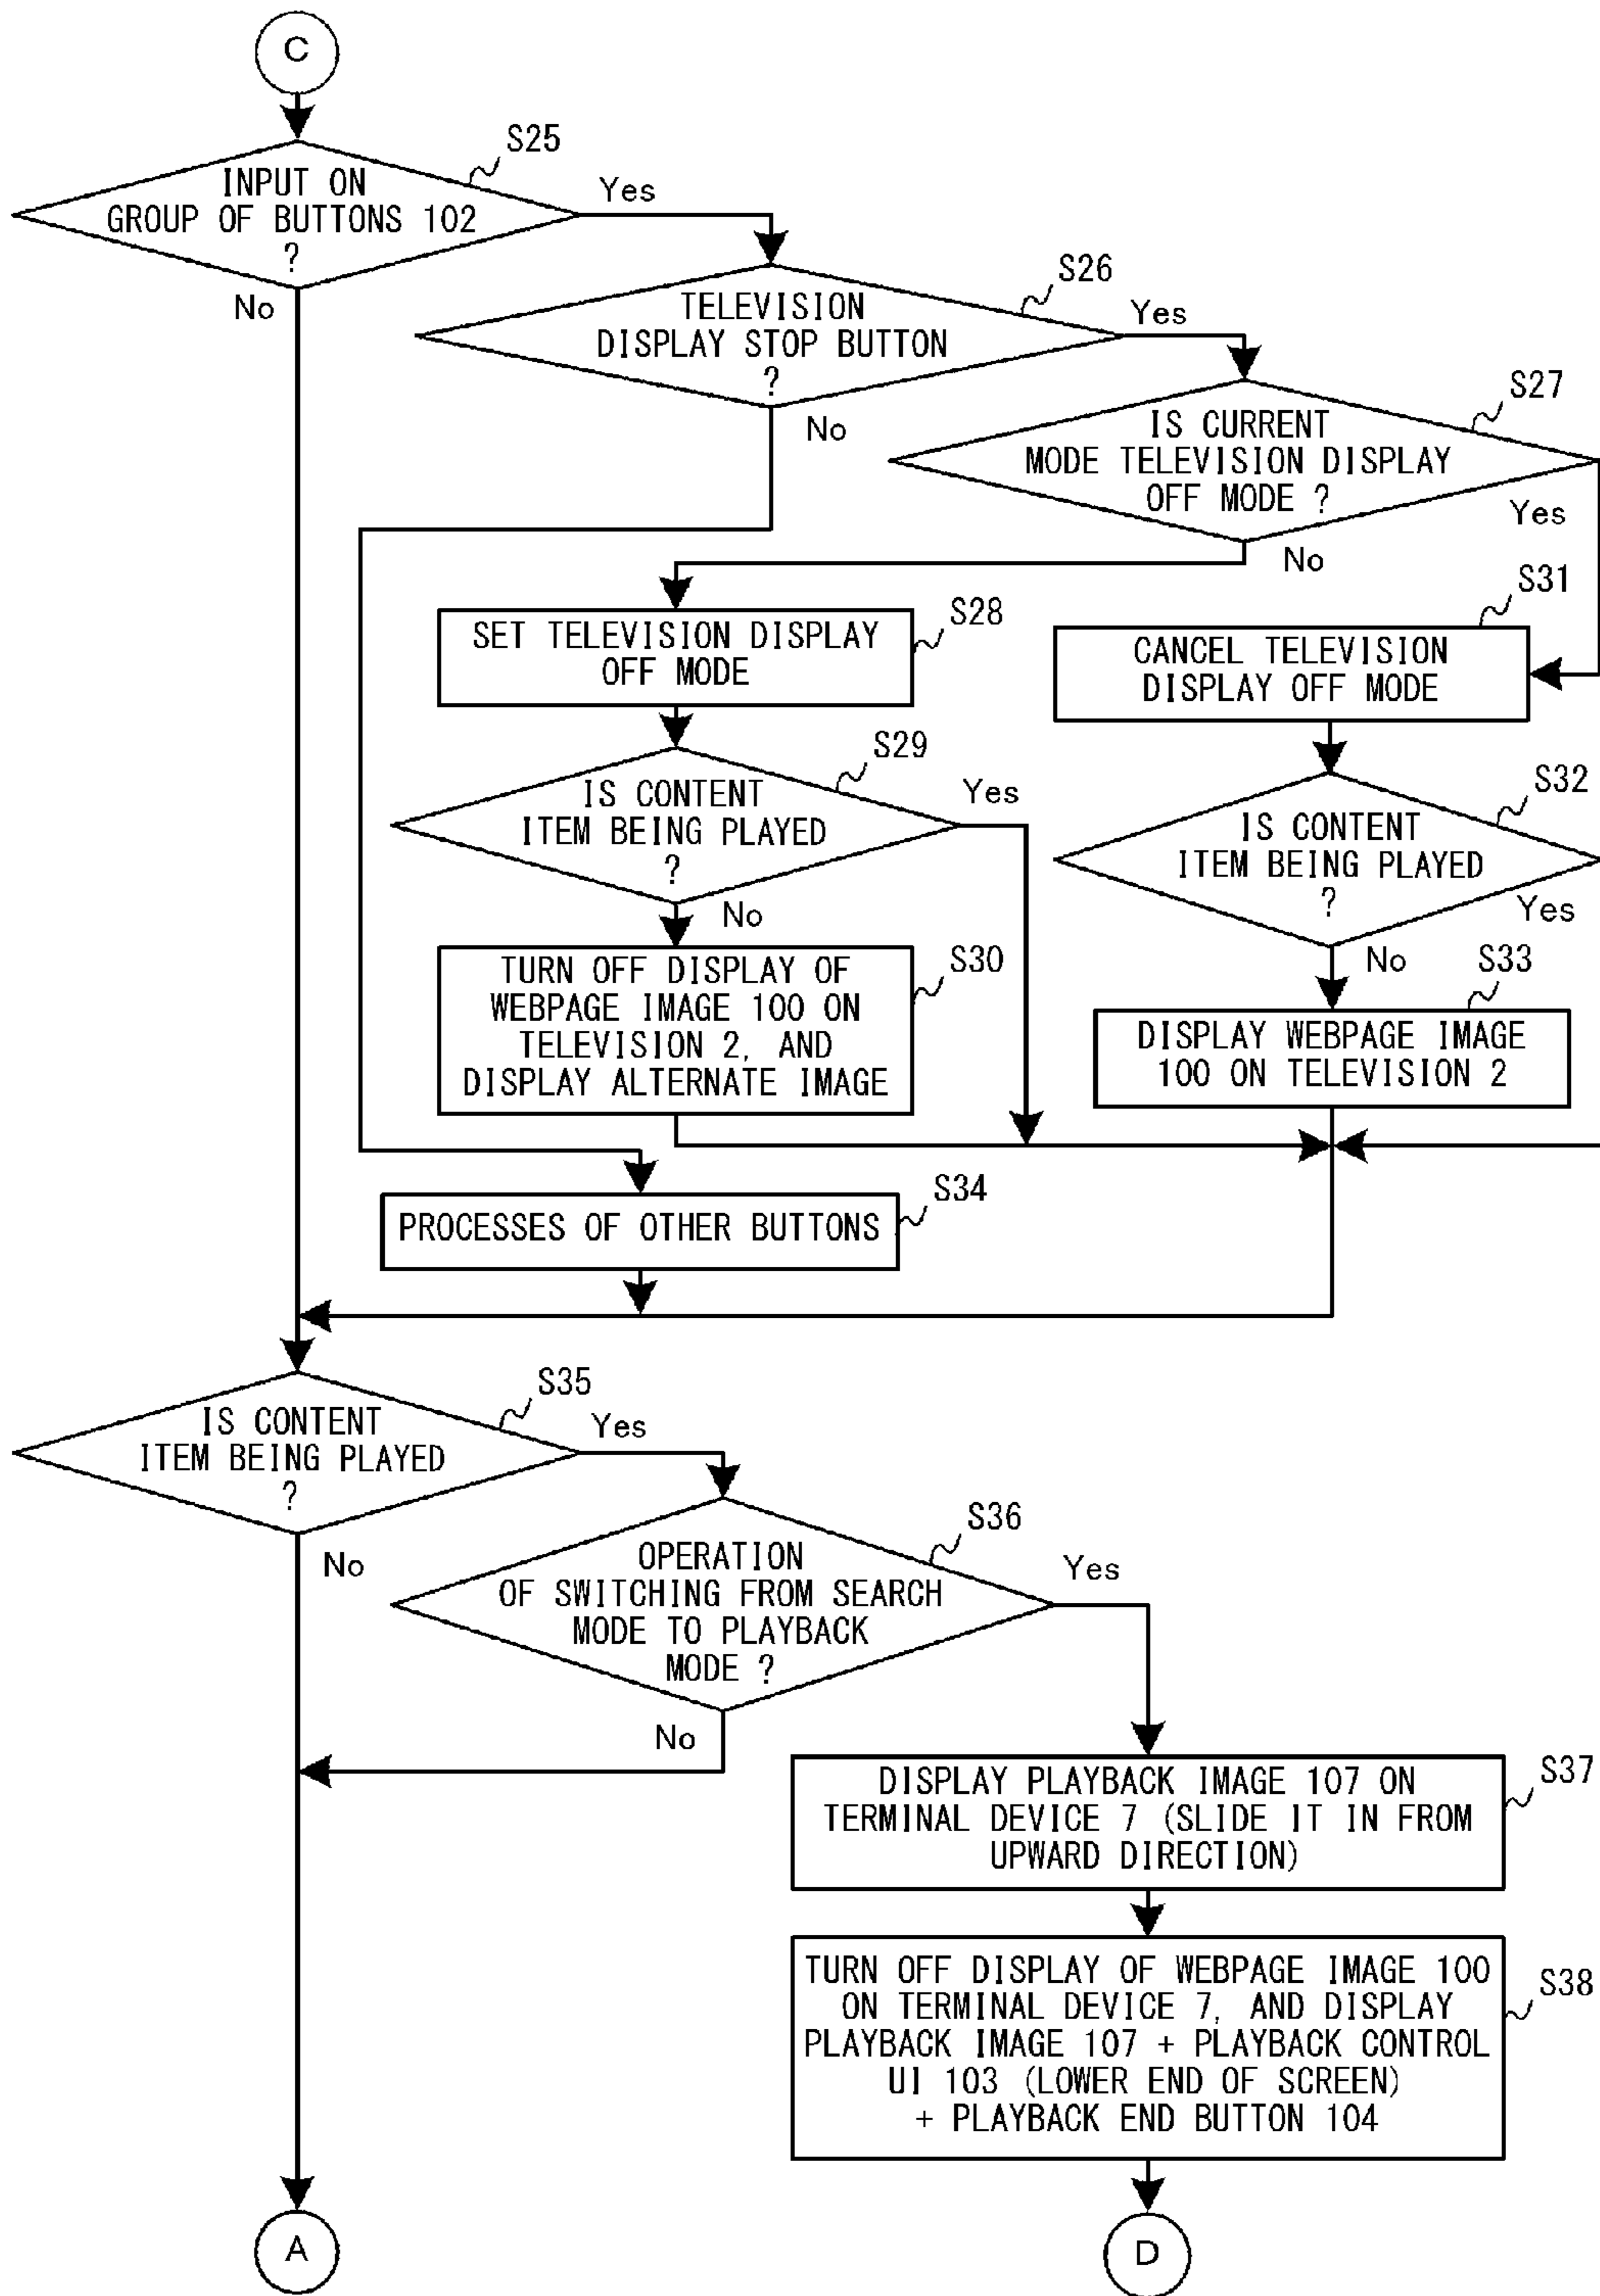 C
S25
INPUT ON
GROUP OF BUTTONS 102
?
Yes
No
S26
TELEVISION
DISPLAY STOP BUTTON
?
Yes
No
S27
IS CURRENT
MODE TELEVISION DISPLAY
OFF MODE ?
Yes
No
S28
SET TELEVISION DISPLAY
OFF MODE
S31
CANCEL TELEVISION
DISPLAY OFF MODE
S29
IS CONTENT
ITEM BEING PLAYED
?
Yes
No
S32
IS CONTENT
ITEM BEING PLAYED
?
Yes
No
S30
TURN OFF DISPLAY OF
WEBPAGE IMAGE 100 ON
TELEVISION 2, AND
DISPLAY ALTERNATE IMAGE
S33
DISPLAY WEBPAGE IMAGE
100 ON TELEVISION 2
S34
PROCESSES OF OTHER BUTTONS
S35
IS CONTENT
ITEM BEING PLAYED
?
Yes
No
S36
OPERATION
OF SWITCHING FROM SEARCH
MODE TO PLAYBACK
MODE ?
Yes
No
S37
DISPLAY PLAYBACK IMAGE 107 ON
TERMINAL DEVICE 7 (SLIDE IT IN FROM
UPWARD DIRECTION)
S38
TURN OFF DISPLAY OF WEBPAGE IMAGE 100
ON TERMINAL DEVICE 7, AND DISPLAY
PLAYBACK IMAGE 107 + PLAYBACK CONTROL
UI 103 (LOWER END OF SCREEN)
+ PLAYBACK END BUTTON 104
A
D